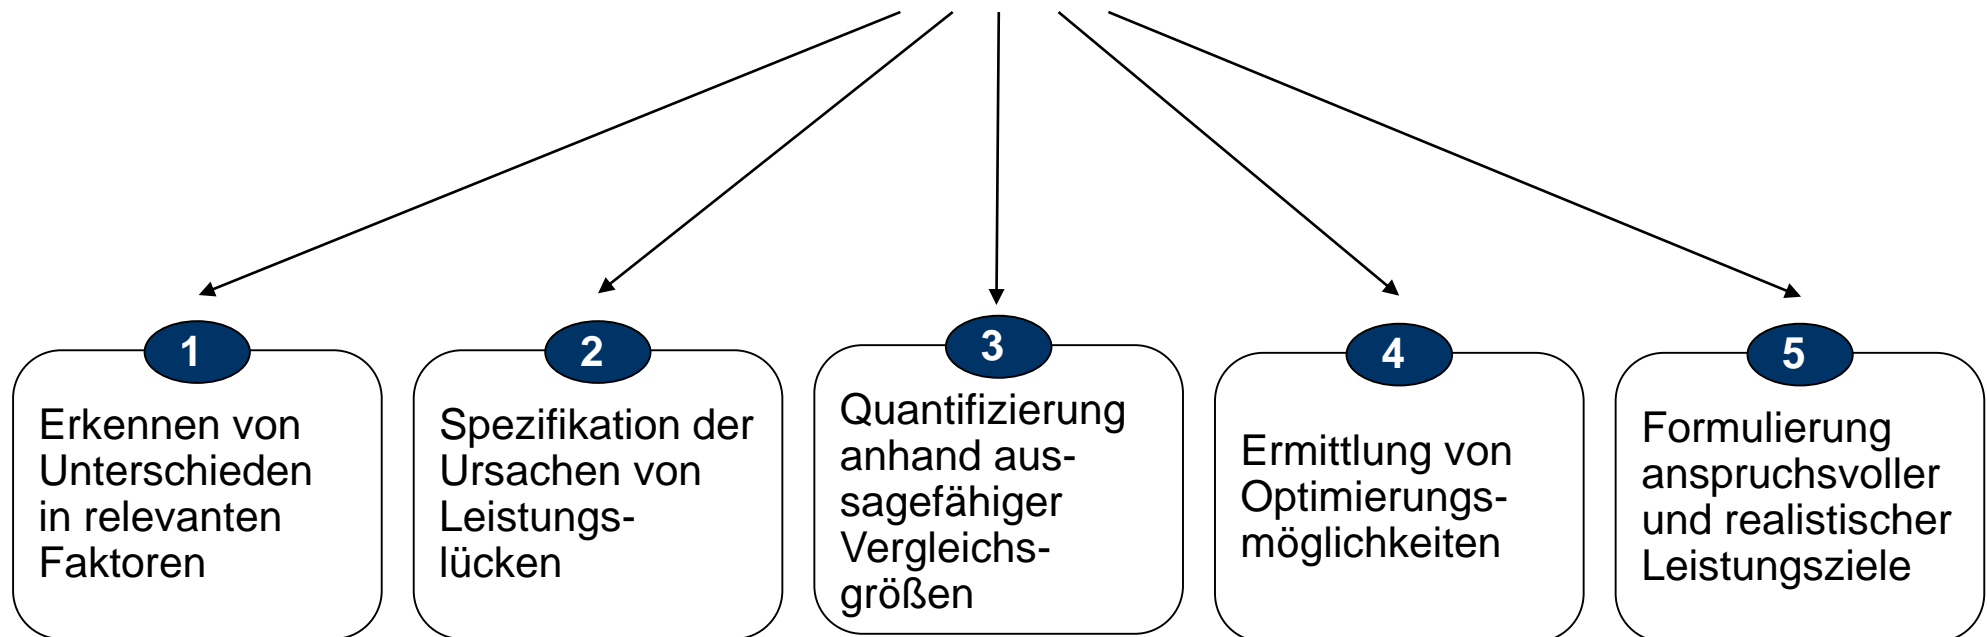 1
Erkennen von
Unterschieden
in relevanten
Faktoren
2
Spezifikation der
Ursachen von
Leistungs-
lücken
3
Quantifizierung
anhand aus-
sagefähiger
Vergleichs-
größen
4
Ermittlung von
Optimierungs-
möglichkeiten
5
Formulierung
anspruchsvoller
und realistischer
Leistungsziele